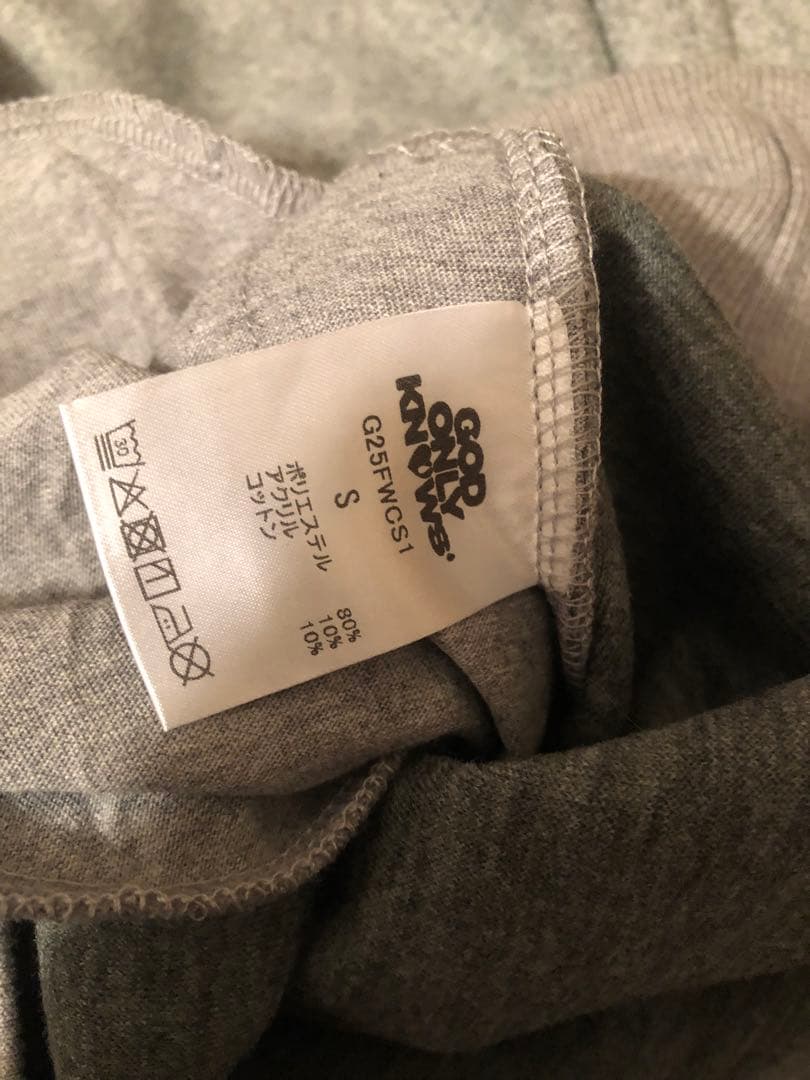 GOD
ONLY
KNOWS'
G25FWCS1
S
ポリエステル 80%
アクリル 10%
コットン 10%
30